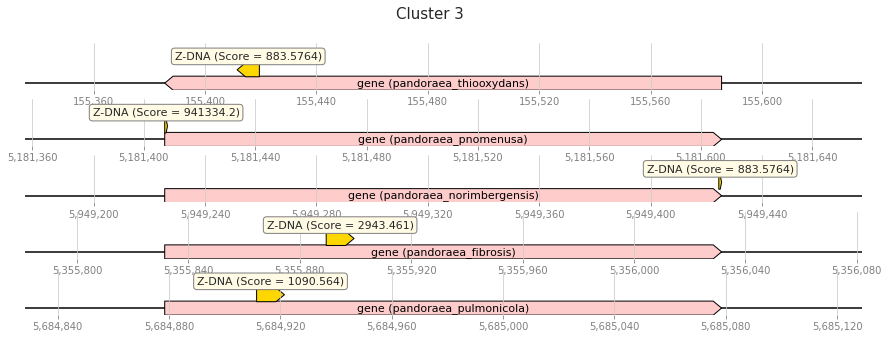 Cluster 3
Z-DNA (Score = 883.5764)
gene (pandoraea_thiooxydans)
155,360 155,400 155,440 155,480 155,520 155,560 155,600
Z-DNA (Score = 941334.2)
gene (pandoraea_pnomenusa)
5,181,360 5,181,400 5,181,440 5,181,480 5,181,520 5,181,560 5,181,600 5,181,640
Z-DNA (Score = 883.5764)
gene (pandoraea_norimbergensis)
5,949,200 5,949,240 5,949,280 5,949,320 5,949,360 5,949,400 5,949,440
Z-DNA (Score = 2943.461)
gene (pandoraea_fibrosis)
5,355,800 5,355,840 5,355,880 5,355,920 5,355,960 5,356,000 5,356,040 5,356,080
Z-DNA (Score = 1090.564)
gene (pandoraea_pulmonicola)
5,684,840 5,684,880 5,684,920 5,684,960 5,685,000 5,685,040 5,685,080 5,685,120